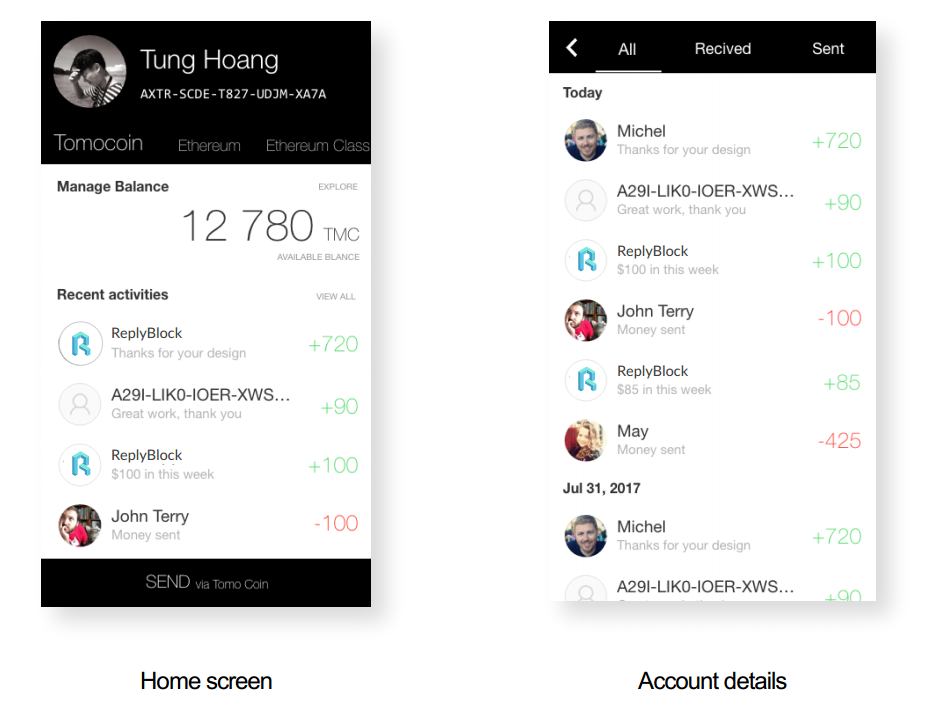 Tung Hoang
AXTR-SCDE-T827-UDJM-XA7A
Tomocoin Ethereum Ethereum Class
Manage Balance EXPLORE
12 780 TMC
AVAILABLE BLANCE
Recent activities VIEW ALL
ReplyBlock
Thanks for your design
+720
A29I-LIK0-IOER-XWS...
Great work, thank you
+90
ReplyBlock
$100 in this week
+100
John Terry
Money sent
-100
SEND via Tomo Coin
Home screen
All Recived Sent
Today
Michel
Thanks for your design
+720
A29I-LIK0-IOER-XWS...
Great work, thank you
+90
ReplyBlock
$100 in this week
+100
John Terry
Money sent
-100
ReplyBlock
$85 in this week
+85
May
Money sent
-425
Jul 31, 2017
Michel
Thanks for your design
+720
A29I-LIK0-IOER-XWS...
+90
Account details